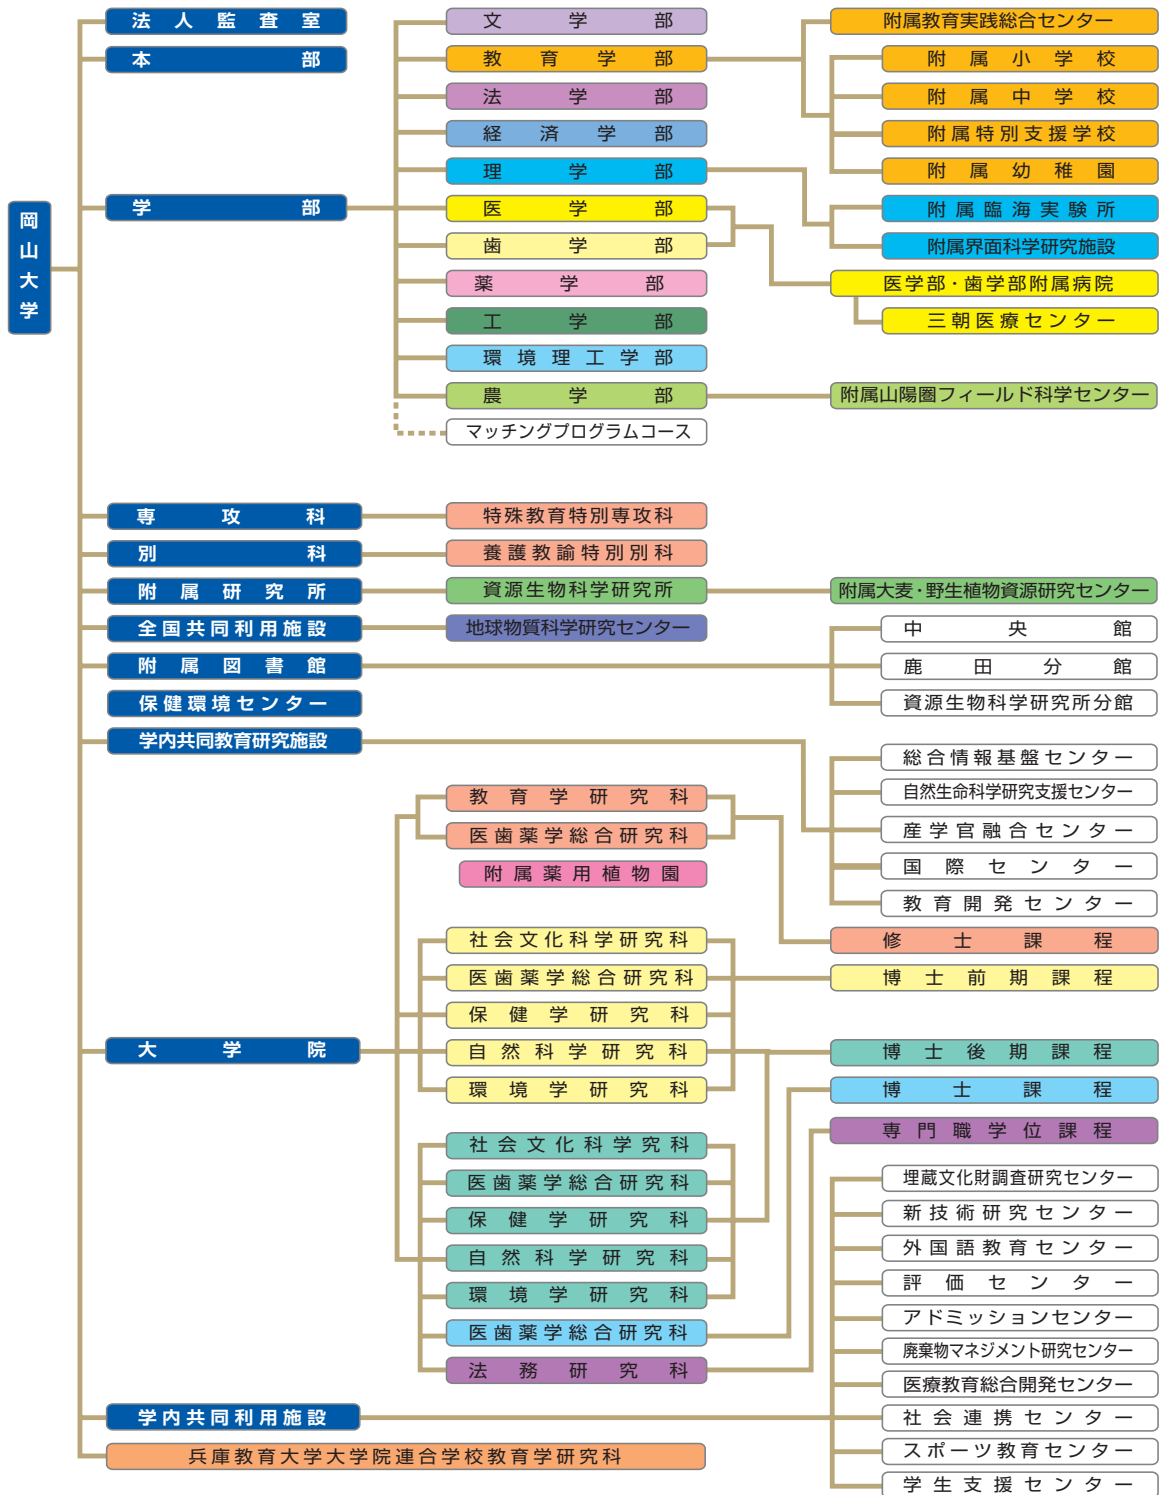 岡山大学
法人監査室
本部
学部
文学部
教育学部
法学部
経済学部
理学部
医学部
歯学部
薬学部
工学部
環境理工学部
農学部
マッチングプログラムコース
附属教育実践総合センター
附属小学校
附属中学校
附属特別支援学校
附属幼稚園
附属臨海実験所
附属界面科学研究施設
医学部・歯学部附属病院
三朝医療センター
附属山陽圏フィールド科学センター
専攻科
特殊教育特別専攻科
別科
養護教諭特別別科
附属研究所
資源生物科学研究所
附属大麦・野生植物資源研究センター
全国共同利用施設
地球物質科学研究センター
附属図書館
中央館
鹿田分館
資源生物科学研究所分館
保健環境センター
学内共同教育研究施設
総合情報基盤センター
自然生命科学研究支援センター
産学官融合センター
国際センター
教育開発センター
大学院
教育学研究科
医歯薬学総合研究科
附属薬用植物園
修士課程
社会文化科学研究科
医歯薬学総合研究科
保健学研究科
自然科学研究科
環境学研究科
博士前期課程
博士後期課程
博士課程
専門職学位課程
社会文化科学究科
医歯薬学総合研究科
保健学研究科
自然科学研究科
環境学研究科
医歯薬学総合研究科
法務研究科
学内共同利用施設
埋蔵文化財調査研究センター
新技術研究センター
外国語教育センター
評価センター
アドミッションセンター
廃棄物マネジメント研究センター
医療教育総合開発センター
社会連携センター
スポーツ教育センター
学生支援センター
兵庫教育大学大学院連合学校教育学研究科